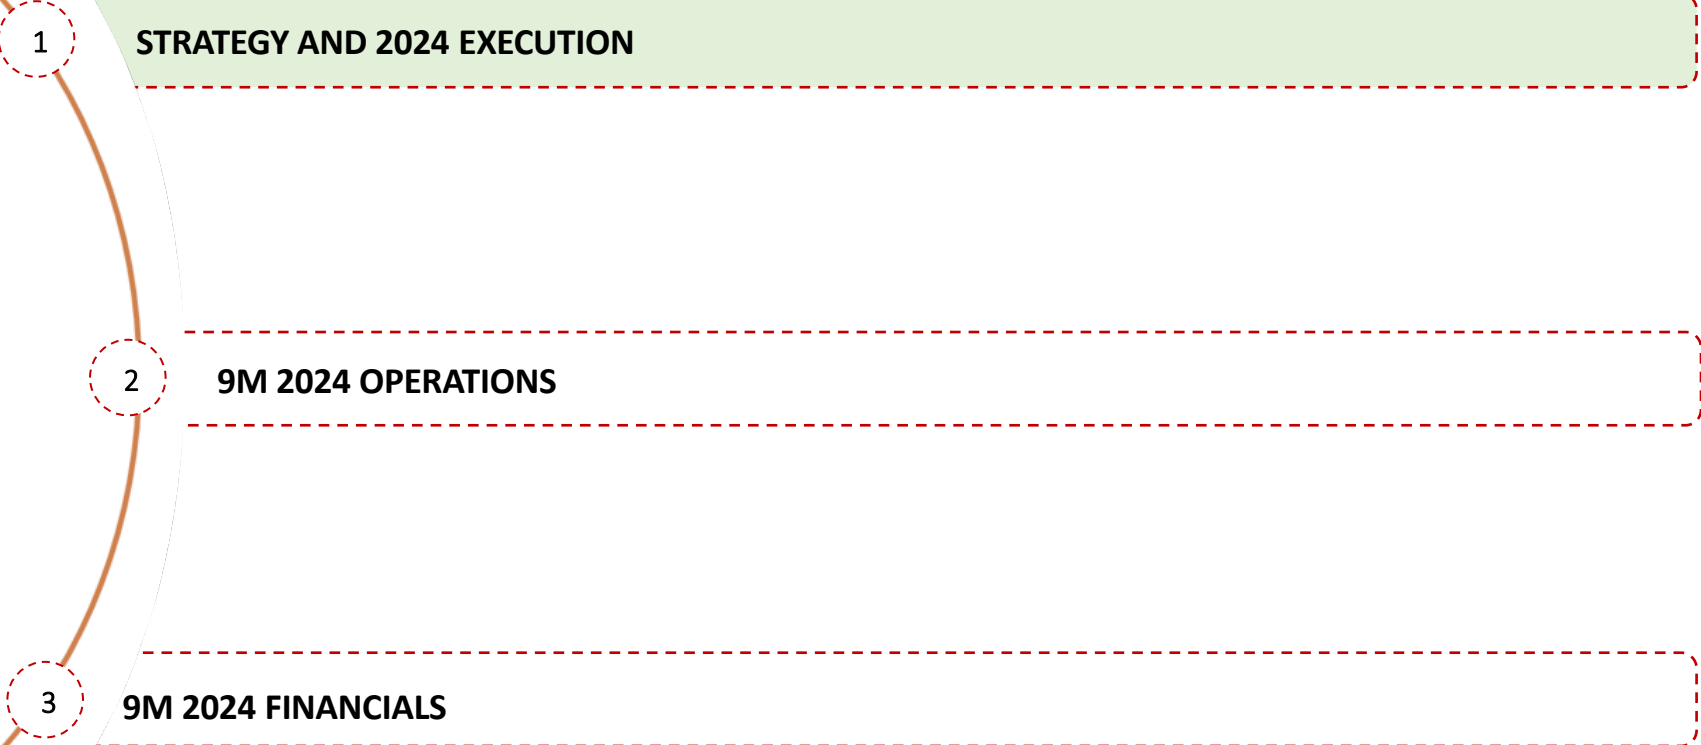 1 STRATEGY AND 2024 EXECUTION
2 9M 2024 OPERATIONS
3 9M 2024 FINANCIALS